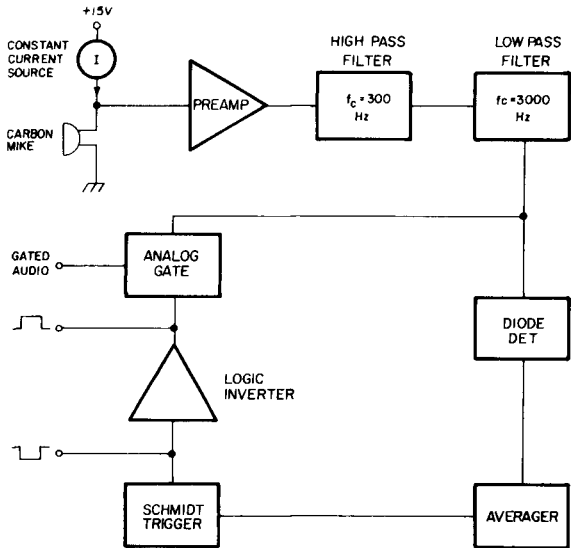 +15V
CONSTANT
CURRENT
SOURCE
I
CARBON
MIKE
PREAMP
HIGH PASS
FILTER
fc = 300
Hz
LOW PASS
FILTER
fc = 3000
Hz
GATED
AUDIO
ANALOG
GATE
DIODE
DET
LOGIC
INVERTER
SCHMIDT
TRIGGER
AVERAGER